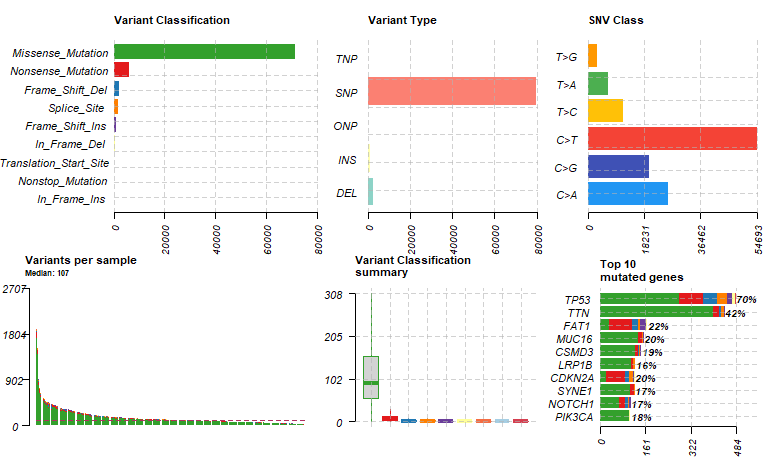 Variant Classification
Missense_Mutation
Nonsense_Mutation
Frame_Shift_Del
Splice_Site
Frame_Shift_Ins
In_Frame_Del
Translation_Start_Site
Nonstop_Mutation
In_Frame_Ins
0
20000
40000
60000
80000
Variant Type
TNP
SNP
ONP
INS
DEL
0
20000
40000
60000
80000
SNV Class
T>G
T>A
T>C
C>T
C>G
C>A
0
18231
36462
54693
Variants per sample
Median: 107
2707
1804
902
0
Variant Classification
summary
308
205
102
0
Top 10
mutated genes
TP53 70%
TTN 42%
FAT1 22%
MUC16 20%
CSMD3 19%
LRP1B 16%
CDKN2A 20%
SYNE1 17%
NOTCH1 17%
PIK3CA 18%
0
161
322
484